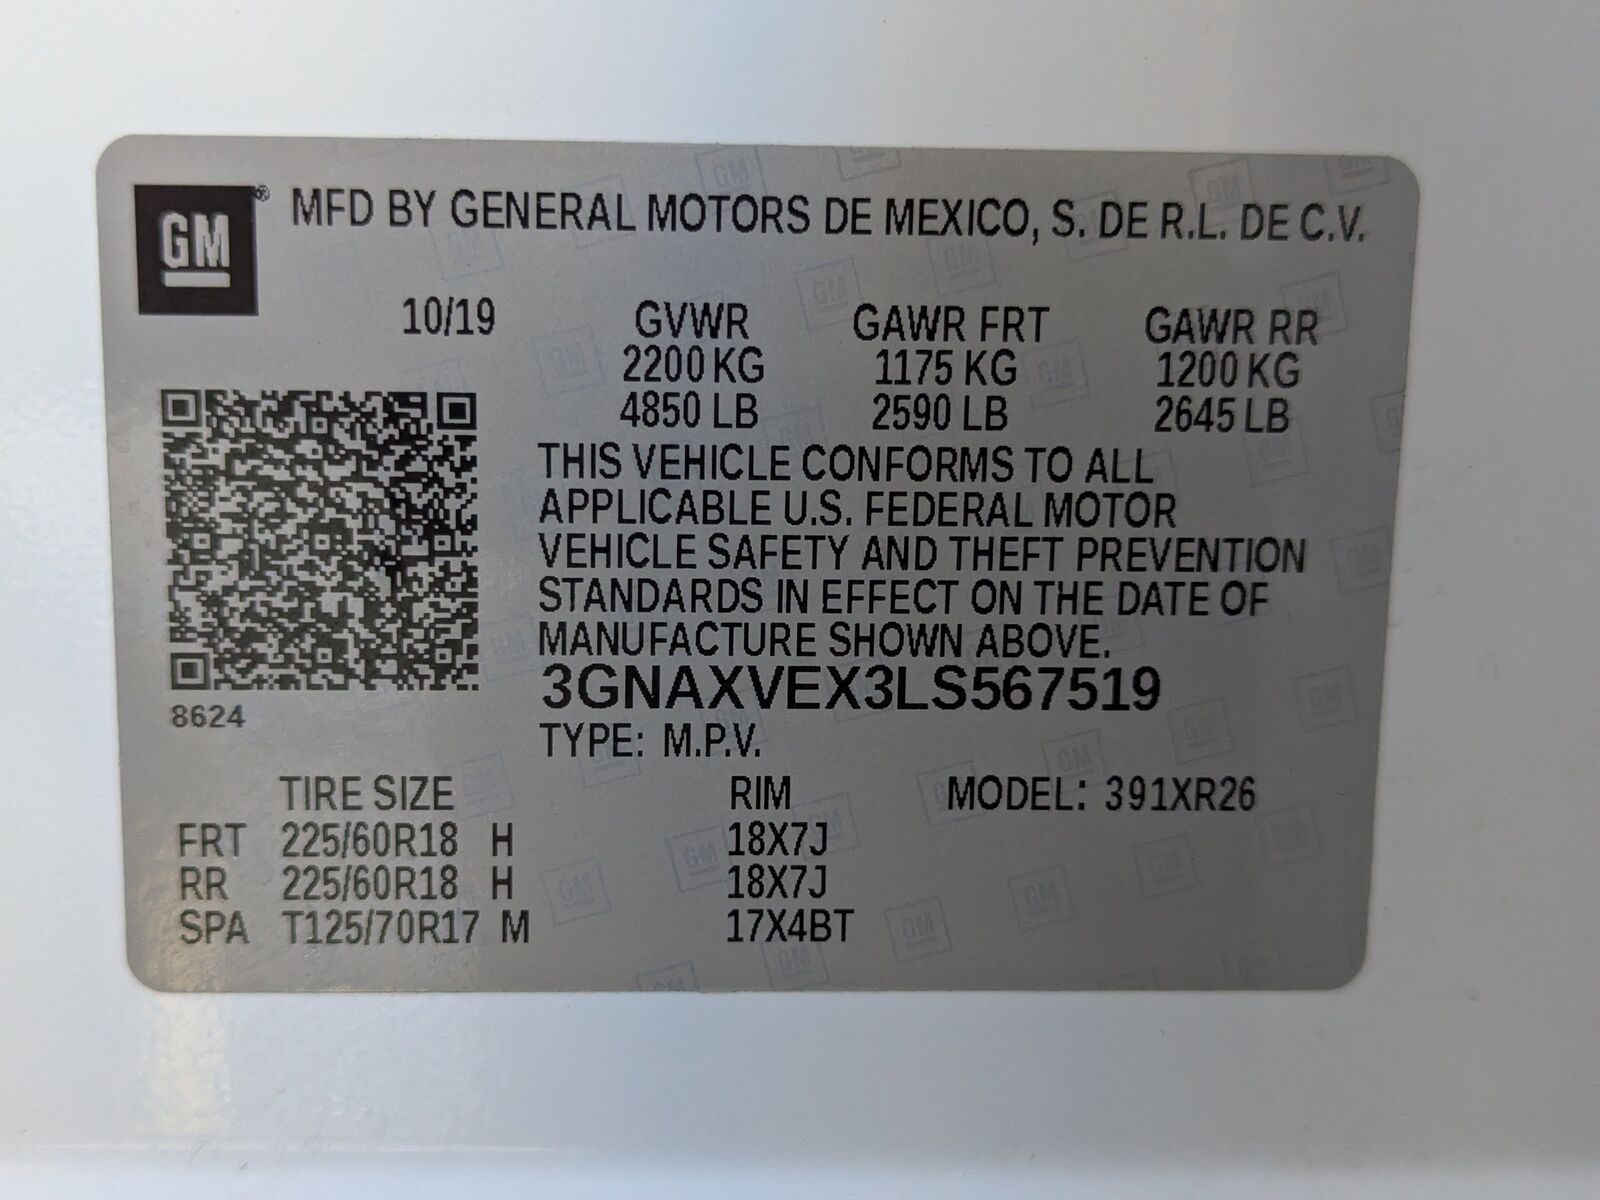 GM ® MFD BY GENERAL MOTORS DE MEXICO, S. DE R.L. DE C.V.
10/19 GVWR GAWR FRT GAWR RR
2200 KG 1175 KG 1200 KG
4850 LB 2590 LB 2645 LB
THIS VEHICLE CONFORMS TO ALL
APPLICABLE U.S. FEDERAL MOTOR
VEHICLE SAFETY AND THEFT PREVENTION
STANDARDS IN EFFECT ON THE DATE OF
MANUFACTURE SHOWN ABOVE.
3GNAXVEX3LS567519
8624
TYPE: M.P.V.
TIRE SIZE RIM MODEL: 391XR26
FRT 225/60R18 H 18X7J
RR 225/60R18 H 18X7J
SPA T125/70R17 M 17X4BT